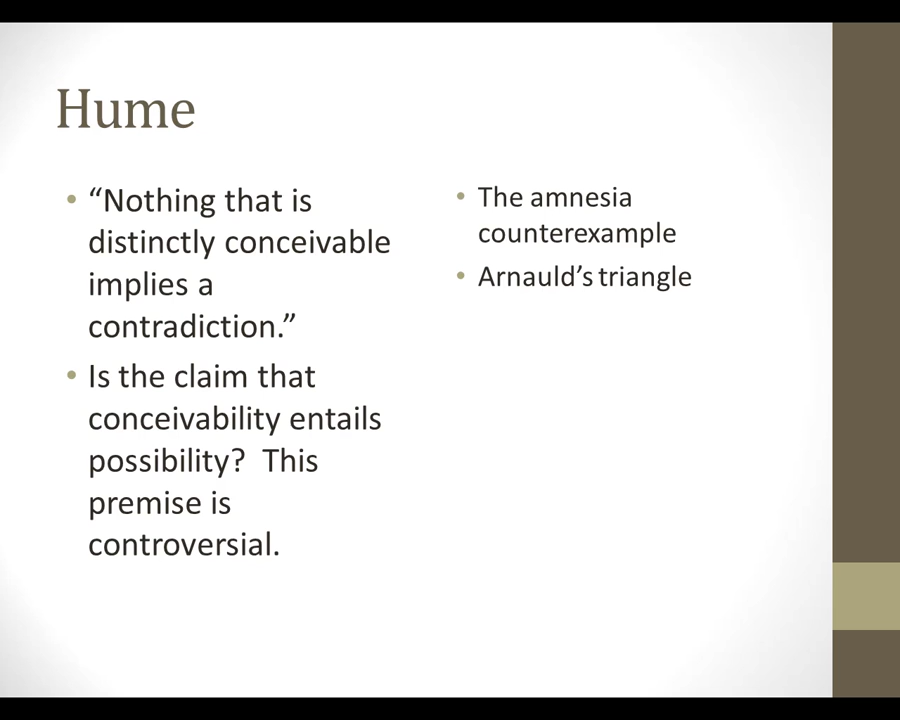 Hume
• “Nothing that is
distinctly conceivable
implies a
contradiction.”
• Is the claim that
conceivability entails
possibility?  This
premise is
controversial.
• The amnesia
counterexample
• Arnauld’s triangle